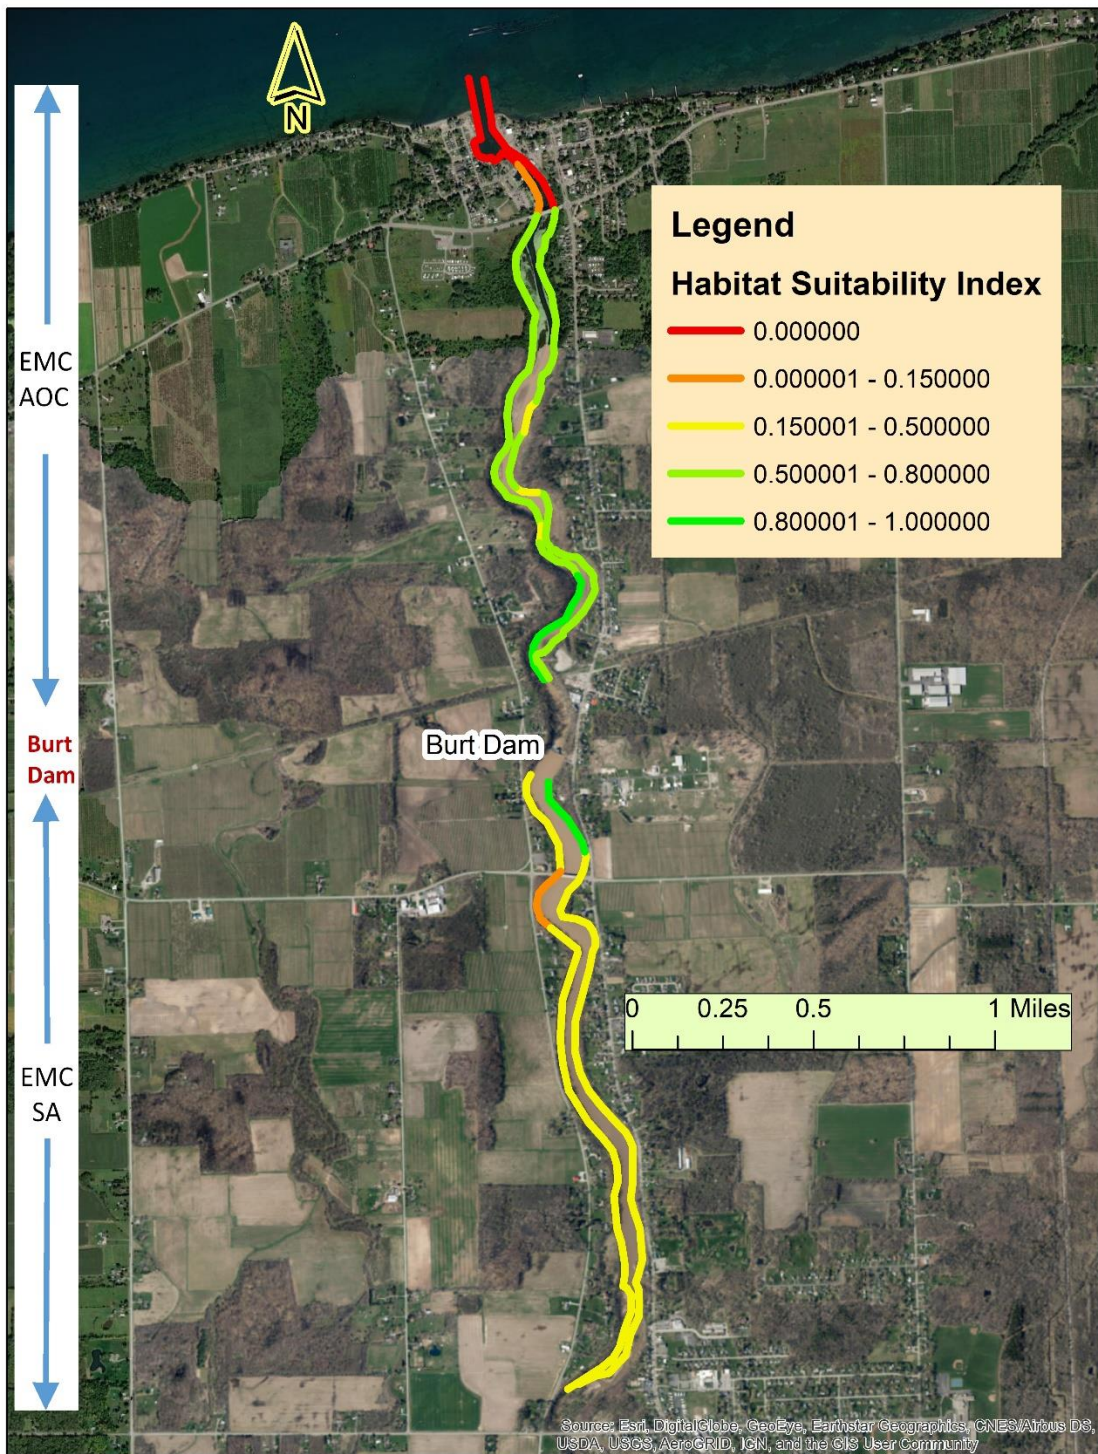 N
EMC
AOC
Burt
Dam
EMC
SA
Legend
Habitat Suitability Index
0.000000
0.000001 - 0.150000
0.150001 - 0.500000
0.500001 - 0.800000
0.800001 - 1.000000
Burt Dam
0 0.25 0.5 1 Miles
Source: Esri, DigitalGlobe, GeoEye, Earthstar Geographics, CNES/Airbus DS,
USDA, USGS, AeroGRID, IGN, and the GIS User Community